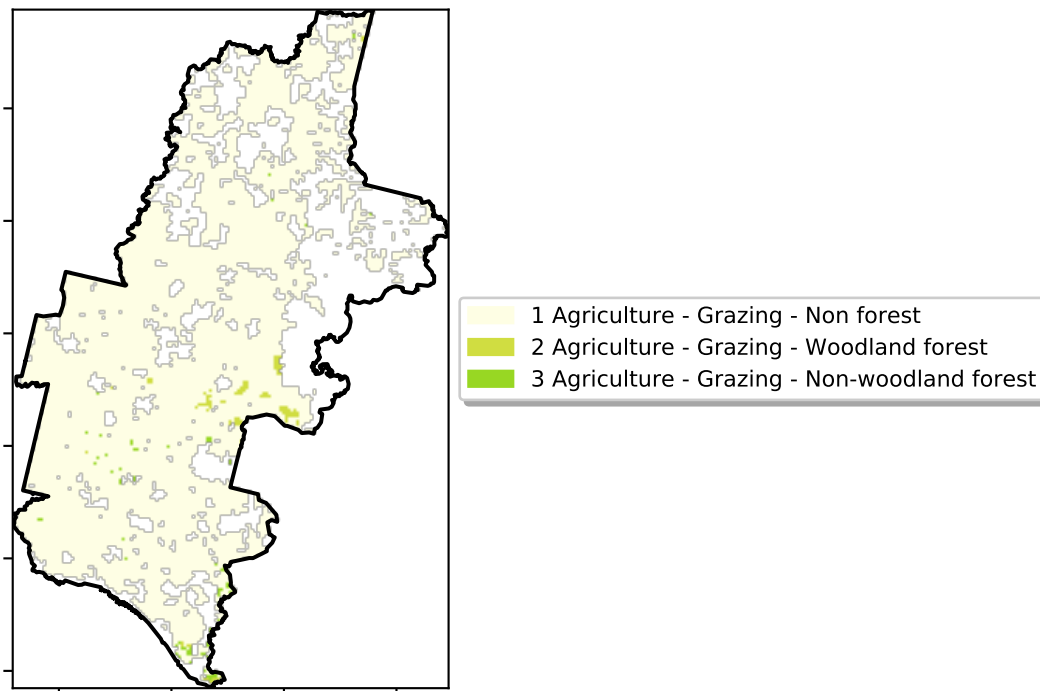 1 Agriculture - Grazing - Non forest
2 Agriculture - Grazing - Woodland forest
3 Agriculture - Grazing - Non-woodland forest